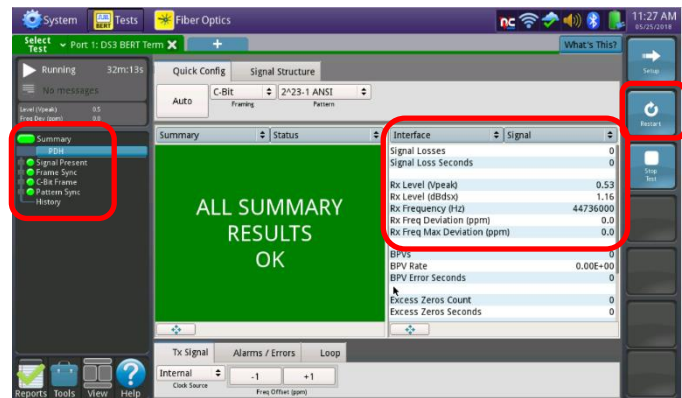 System
Tests
Fiber Optics
11:27 AM
05/25/2018
Select
Test
Port 1: DS3 BERT Term
What's This?
Running 32m:13s
No messages
Level (Vpeak) 0.5
Freq Dev (ppm) 0.0
Summary
PDH
Signal Present
Frame Sync
C-Bit Frame
Pattern Sync
History
Quick Config
Signal Structure
Auto
C-Bit
2^23-1 ANSI
Framing
Pattern
Summary
Status
ALL SUMMARY
RESULTS
OK
Interface
Signal
Signal Losses 0
Signal Loss Seconds 0
Rx Level (Vpeak) 0.53
Rx Level (dBdsx) 1.16
Rx Frequency (Hz) 44736000
Rx Freq Deviation (ppm) 0.0
Rx Freq Max Deviation (ppm) 0.0
BPVs 0
BPV Rate 0.00E+00
BPV Error Seconds 0
Excess Zeros Count 0
Excess Zeros Seconds 0
Tx Signal
Alarms / Errors
Loop
Internal
-1
+1
Clock Source
Freq Offset (ppm)
Setup
Restart
Stop
Test
Reports
Tools
View
Help